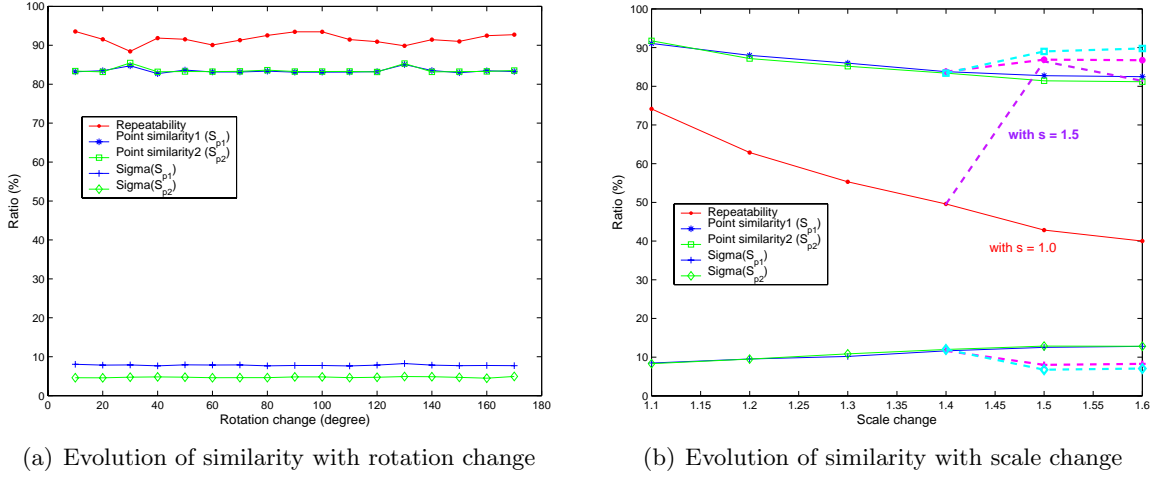 100
90
80
70
60
50
40
30
20
10
0
Ratio (%)
Repeatability
Point similarity1 (Sp1)
Point similarity2 (Sp2)
Sigma(Sp1)
Sigma(Sp2)
0 20 40 60 80 100 120 140 160 180
Rotation change (degree)
(a) Evolution of similarity with rotation change
100
90
80
70
60
50
40
30
20
10
0
Ratio (%)
with s = 1.5
Repeatability
Point similarity1 (Sp1)
Point similarity2 (Sp2)
Sigma(Sp1)
Sigma(Sp2)
with s = 1.0
1.1 1.15 1.2 1.25 1.3 1.35 1.4 1.45 1.5 1.55 1.6
Scale change
(b) Evolution of similarity with scale change